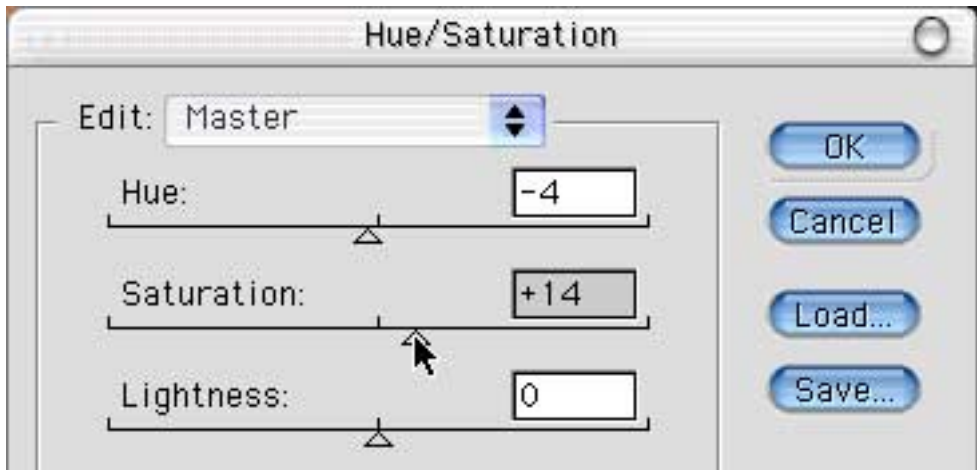 Hue/Saturation
Edit: Master
Hue: -4
Saturation: +14
Lightness: 0
OK
Cancel
Load...
Save...